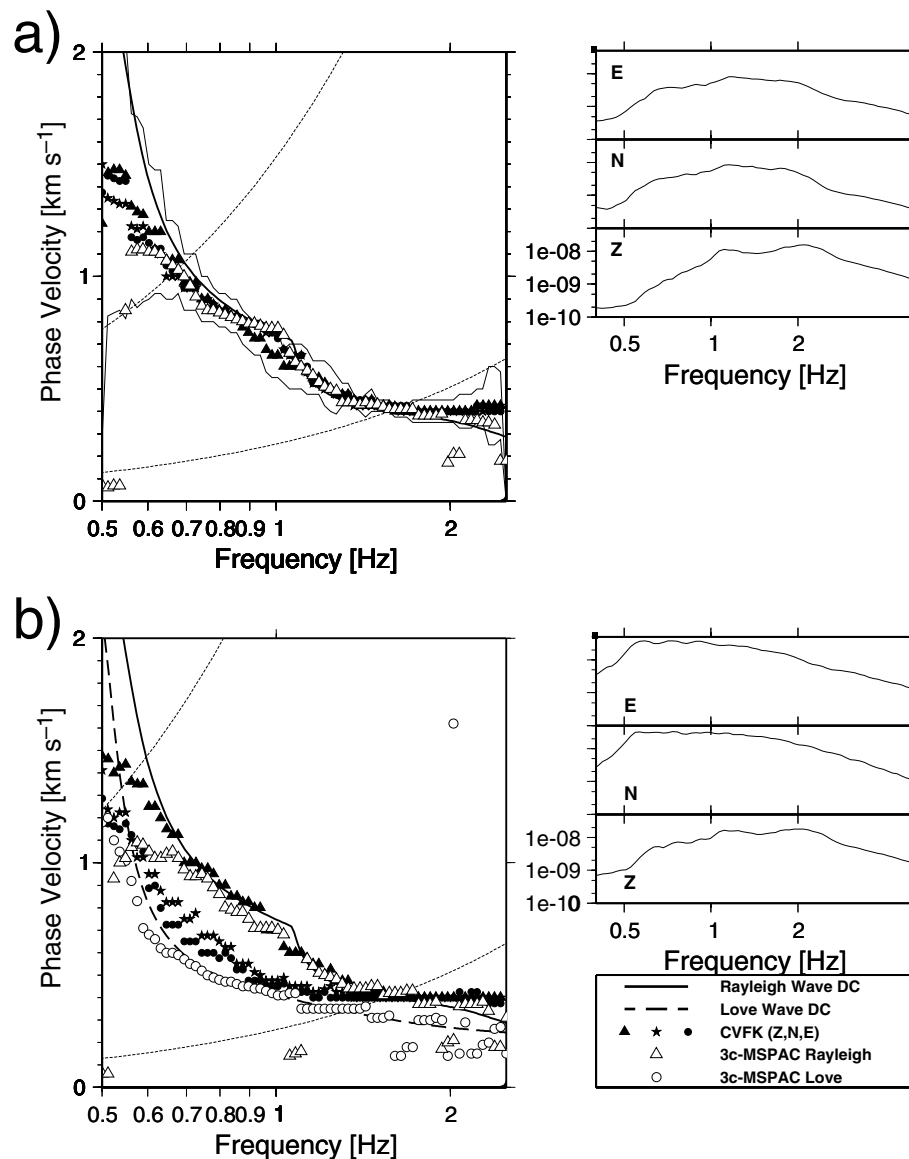 a)
2
1
0
Phase Velocity [km s⁻¹]
0.5 0.6 0.7 0.8 0.9 1 2
Frequency [Hz]
E
N
Z
1e-08
1e-09
1e-10
0.5 1 2
Frequency [Hz]
b)
2
1
0
Phase Velocity [km s⁻¹]
0.5 0.6 0.7 0.8 0.9 1 2
Frequency [Hz]
E
N
Z
1e-08
1e-09
1e-10
0.5 1 2
Frequency [Hz]
Rayleigh Wave DC
Love Wave DC
CVFK (Z,N,E)
3c-MSPAC Rayleigh
3c-MSPAC Love